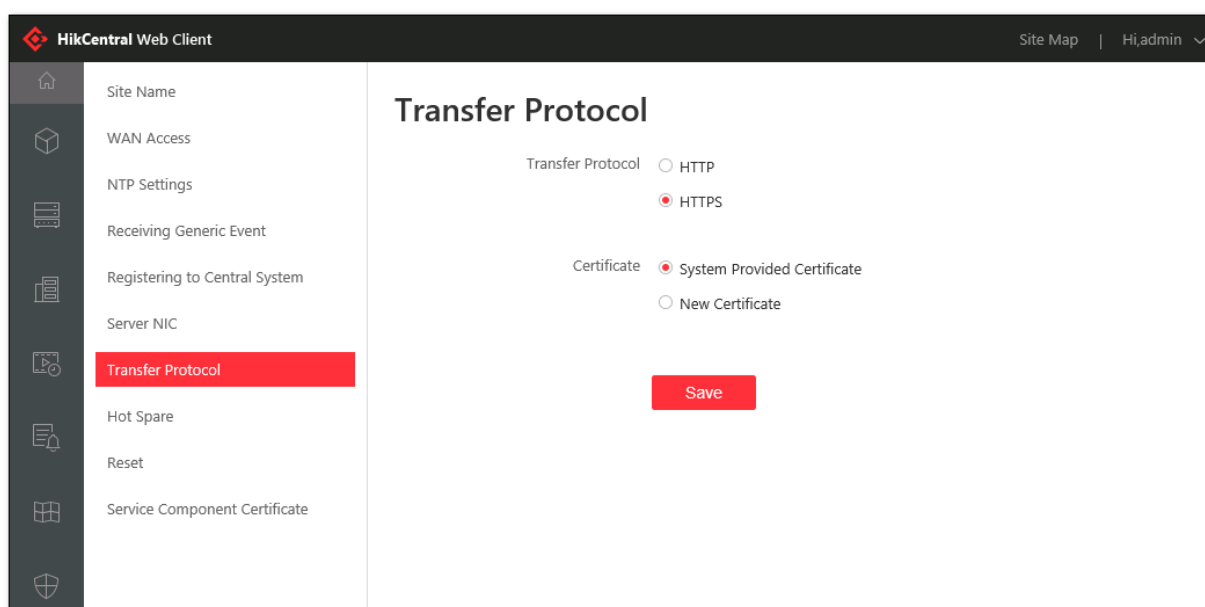 HikCentral Web Client
Site Map | Hi,admin
Site Name
WAN Access
NTP Settings
Receiving Generic Event
Registering to Central System
Server NIC
Transfer Protocol
Hot Spare
Reset
Service Component Certificate
Transfer Protocol
Transfer Protocol HTTP
HTTPS
Certificate System Provided Certificate
New Certificate
Save